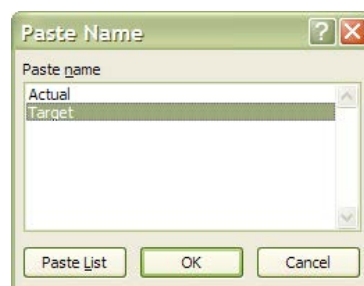 Paste Name
Paste name
Actual
Target
Paste List
OK
Cancel